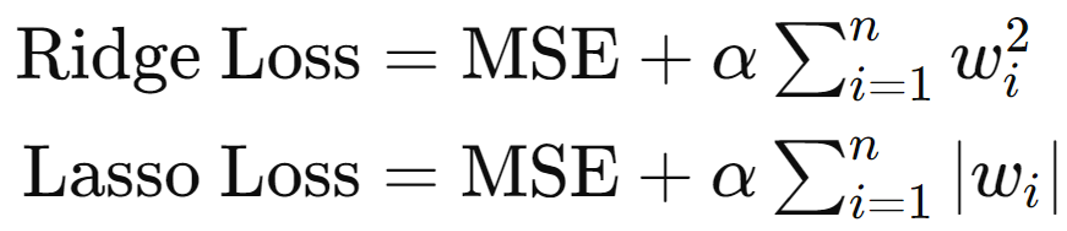 Ridge Loss = MSE + α ∑ⁿᵢ₌₁ wᵢ²
Lasso Loss = MSE + α ∑ⁿᵢ₌₁ |wᵢ|